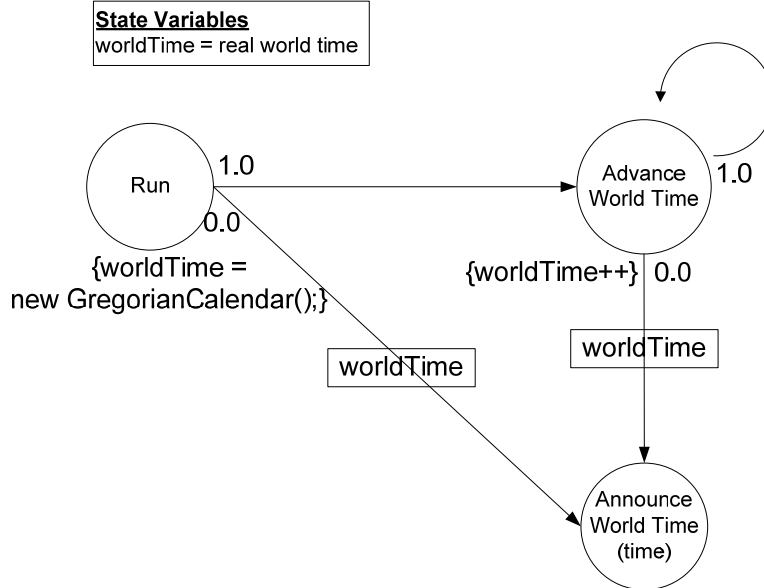 State Variables
worldTime = real world time
Run
1.0
0.0
{worldTime =
new GregorianCalendar();}
Advance
World Time
1.0
{worldTime++}
0.0
worldTime
worldTime
Announce
World Time
(time)